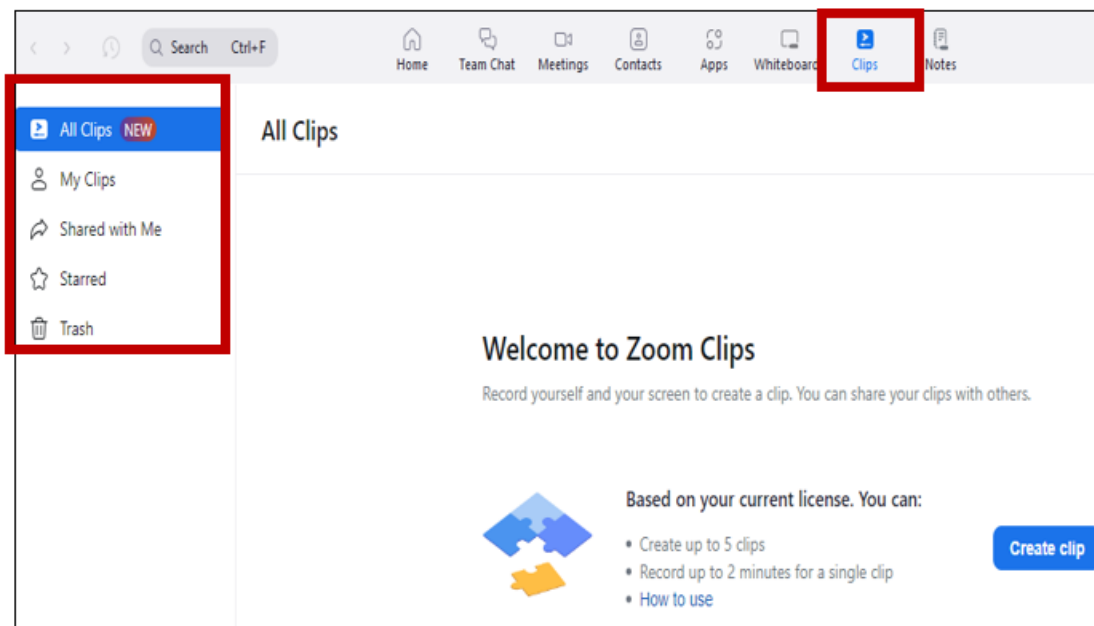 Search Ctrl+F
Home Team Chat Meetings Contacts Apps Whiteboard Clips Notes
All Clips NEW
My Clips
Shared with Me
Starred
Trash
All Clips
Welcome to Zoom Clips
Record yourself and your screen to create a clip. You can share your clips with others.
Based on your current license. You can:
• Create up to 5 clips
• Record up to 2 minutes for a single clip
• How to use
Create clip